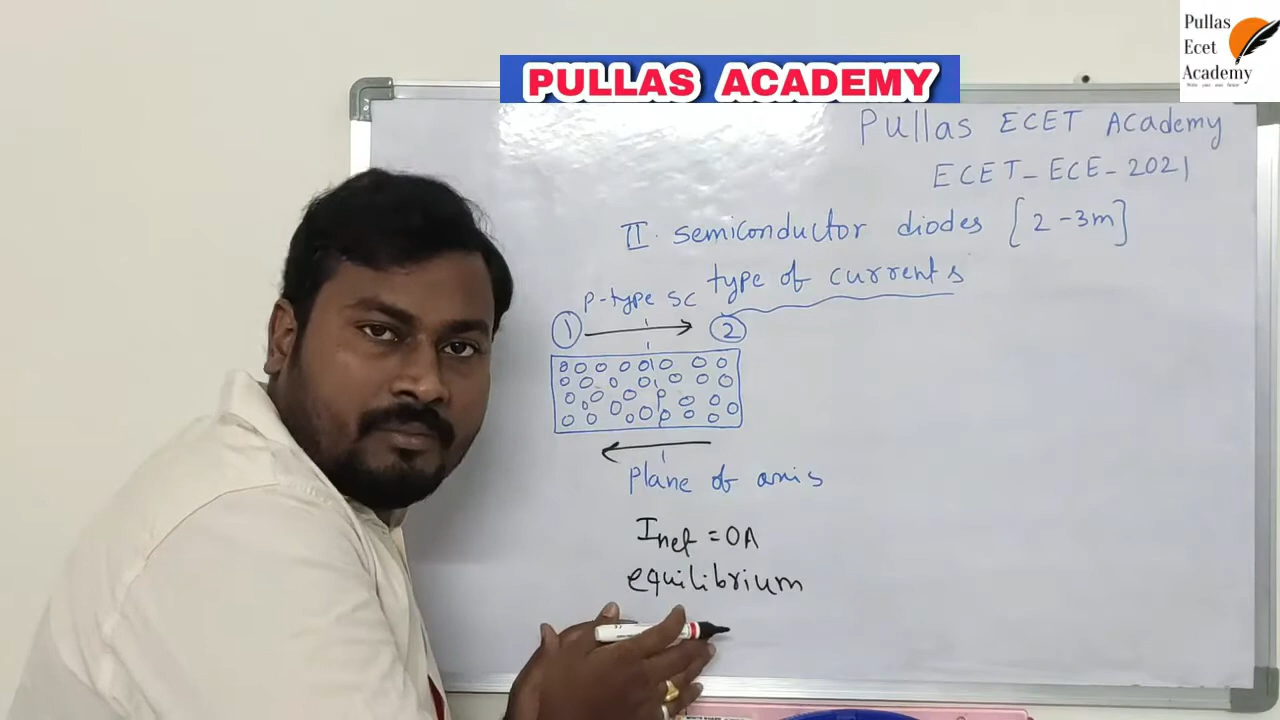 PULLAS ACADEMY
Pullas
Ecet
Academy
Pullas ECET Academy
ECET-ECE-2021
II. semiconductor diodes [2-3m]
type of currents
P-type SC
1
2
plane of axis
Inet = 0A
equilibrium